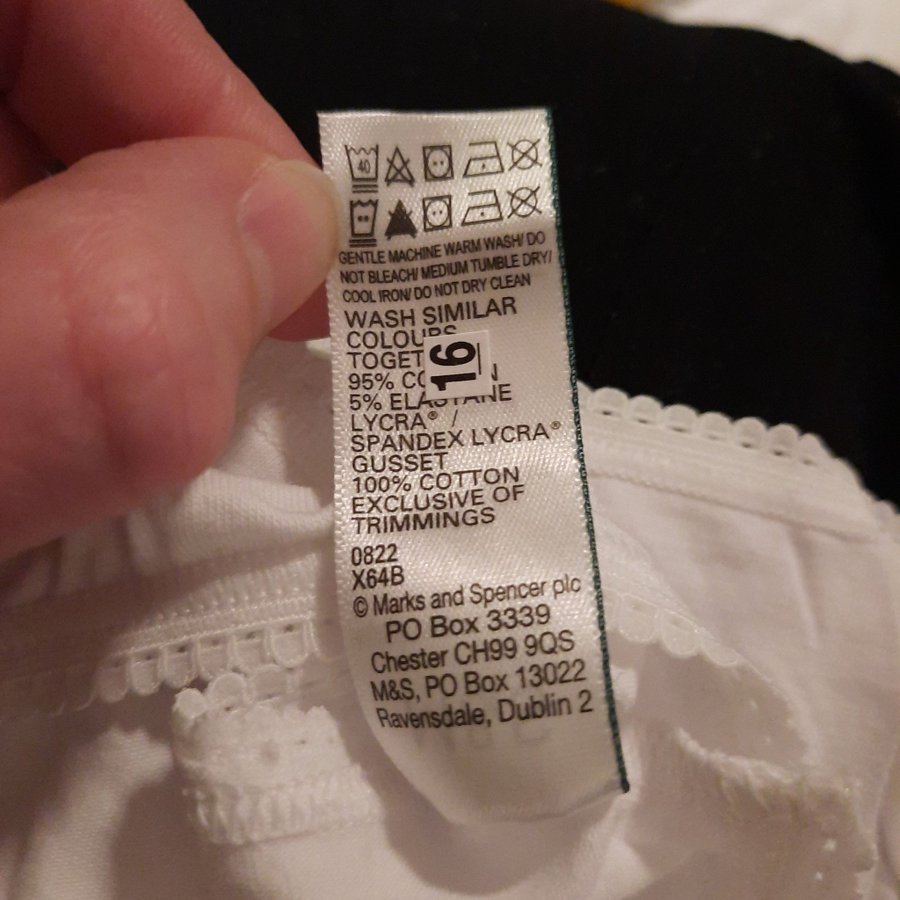 40
GENTLE MACHINE WARM WASH/ DO
NOT BLEACH/ MEDIUM TUMBLE DRY/
COOL IRON/ DO NOT DRY CLEAN
WASH SIMILAR
COLOURS
16
95%
5% ELASTANE
LYCRA® /
SPANDEX LYCRA®
GUSSET
100% COTTON
EXCLUSIVE OF
TRIMMINGS
0822
X64B
© Marks and Spencer plc
PO Box 3339
Chester CH99 9QS
M&S, PO Box 13022
Ravensdale, Dublin 2